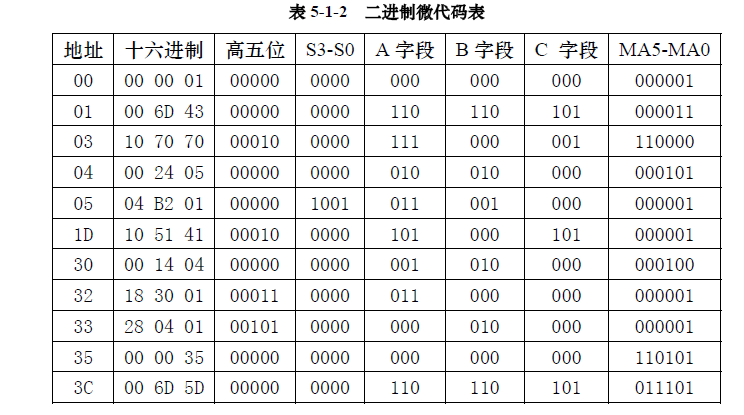 表 5-1-2 二进制微代码表
地址 十六进制 高五位 S3-S0 A 字段 B 字段 C 字段 MA5-MA0
00 00 00 01 00000 0000 000 000 000 000001
01 00 6D 43 00000 0000 110 110 101 000011
03 10 70 70 00010 0000 111 000 001 110000
04 00 24 05 00000 0000 010 010 000 000101
05 04 B2 01 00000 1001 011 001 000 000001
1D 10 51 41 00010 0000 101 000 101 000001
30 00 14 04 00000 0000 001 010 000 000100
32 18 30 01 00011 0000 011 000 000 000001
33 28 04 01 00101 0000 000 010 000 000001
35 00 00 35 00000 0000 000 000 000 110101
3C 00 6D 5D 00000 0000 110 110 101 011101